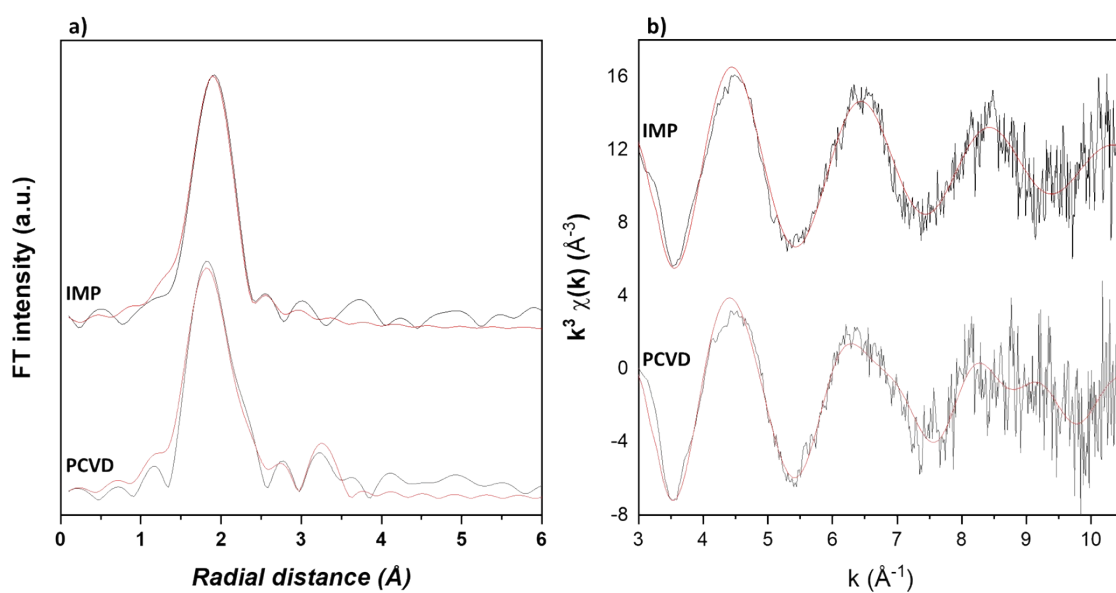 a)
IMP
PCVD
FT intensity (a.u.)
0 1 2 3 4 5 6
Radial distance (Å)
b)
IMP
PCVD
k³ χ(k) (Å⁻³)
16
12
8
4
0
-4
-8
3 4 5 6 7 8 9 10
k (Å⁻¹)